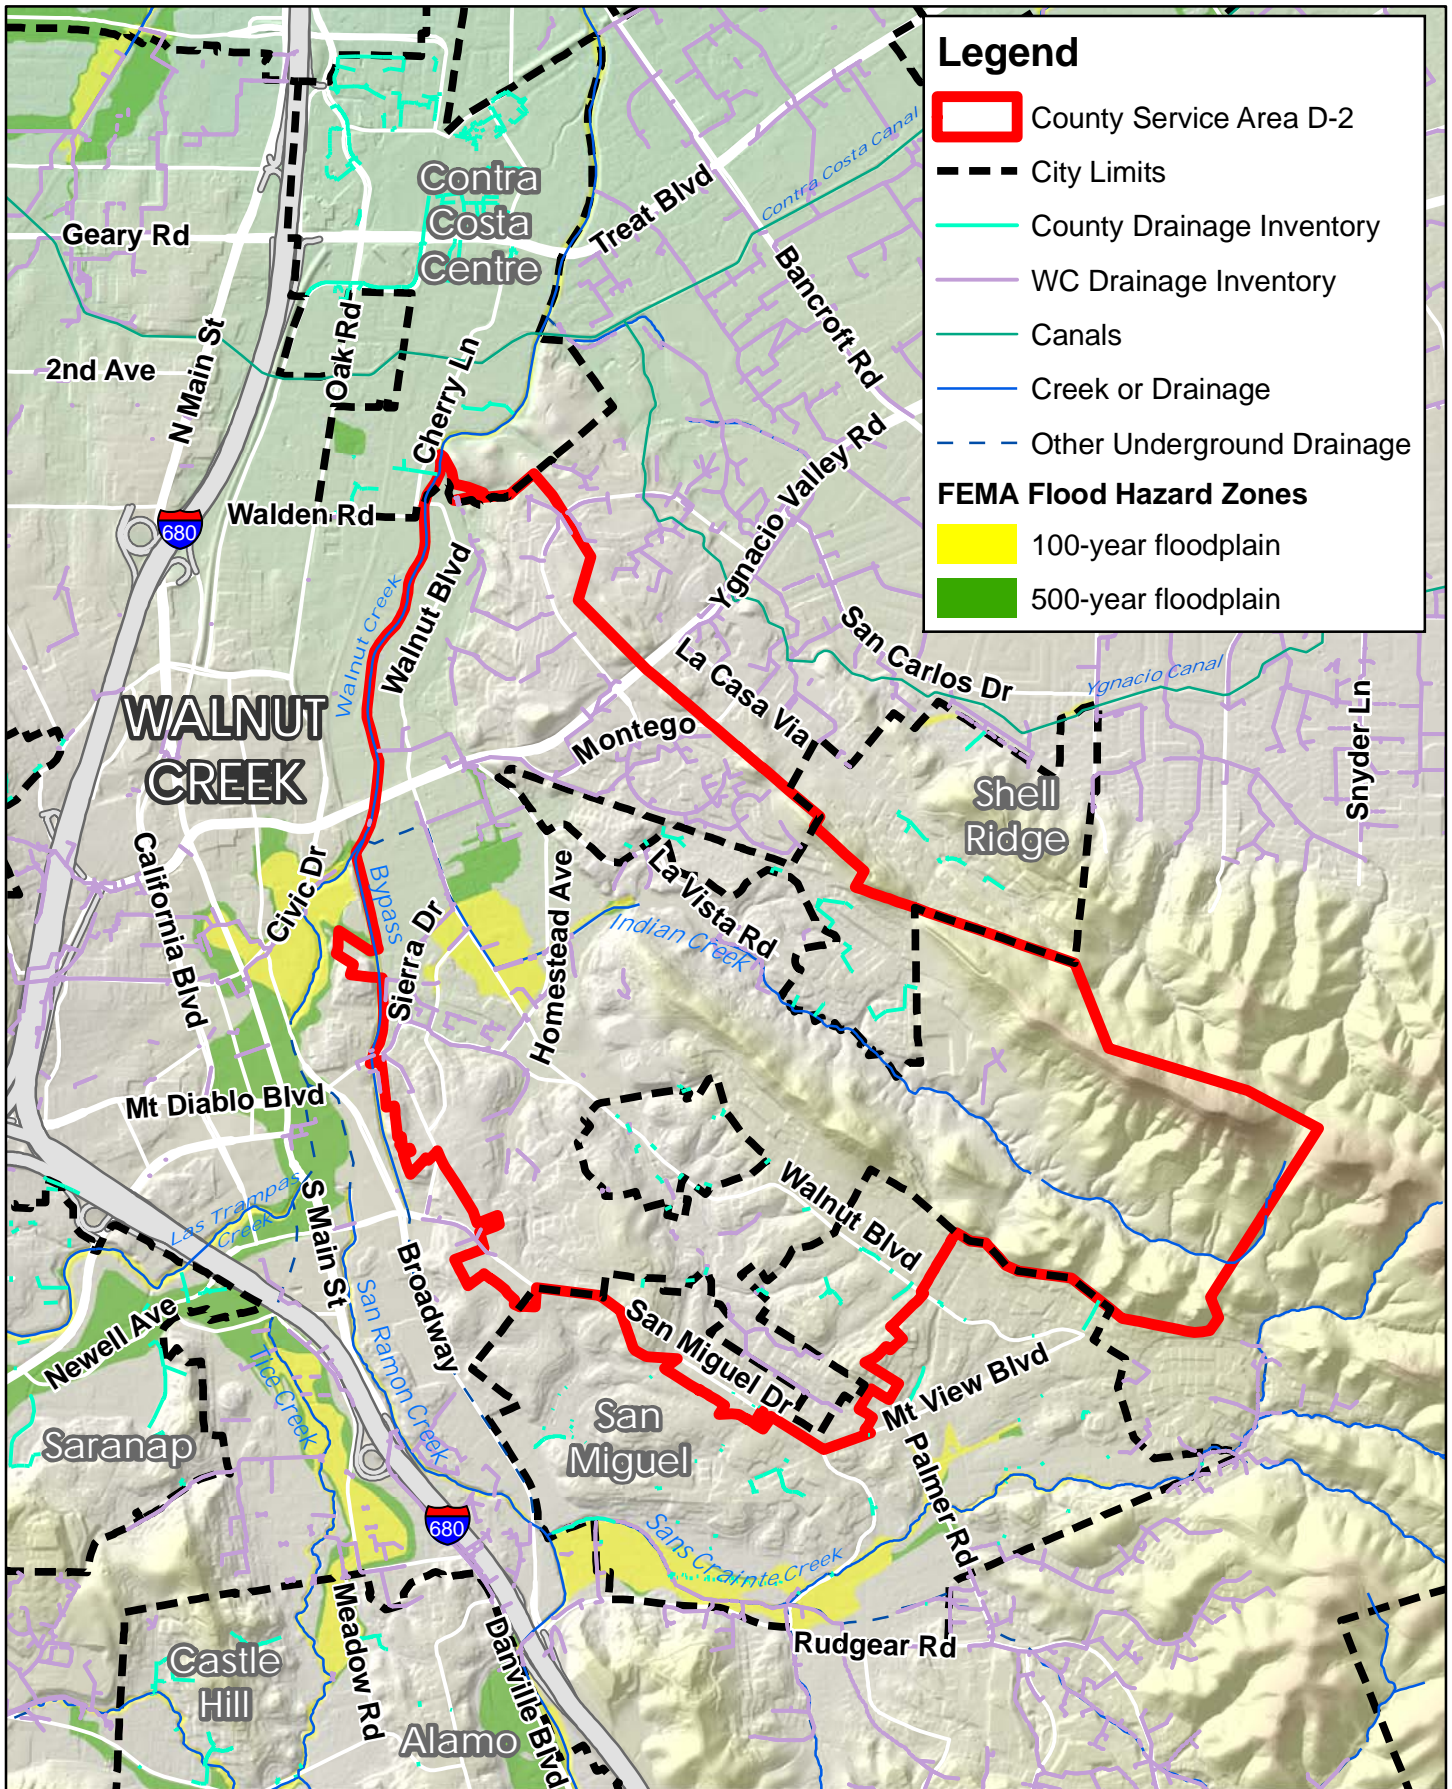 Legend
County Service Area D-2
City Limits
County Drainage Inventory
WC Drainage Inventory
Canals
Creek or Drainage
Other Underground Drainage
FEMA Flood Hazard Zones
100-year floodplain
500-year floodplain
Contra
Costa
Centre
Geary Rd
Treat Blvd
Contra Costa Canal
Bancroft Rd
2nd Ave
N Main St
Oak Rd
Cherry Ln
Ygnacio Valley Rd
Walden Rd
680
Walnut Creek
Walnut Blvd
San Carlos Dr
La Casa Via
Ygnacio Canal
Snyder Ln
WALNUT
CREEK
Montego
Shell
Ridge
California Blvd
Civic Dr
Bypass
Sierra Dr
Homestead Ave
La Vista Rd
Indian Creek
Mt Diablo Blvd
Las Trampas
Creek
S Main St
Broadway
Walnut Blvd
Newell Ave
Tice Creek
San Ramon Creek
San Miguel Dr
Mt View Blvd
San
Miguel
Saranap
Palmer Rd
680
Sans Crainte Creek
Meadow Rd
Danville Blvd
Rudgear Rd
Castle
Hill
Alamo